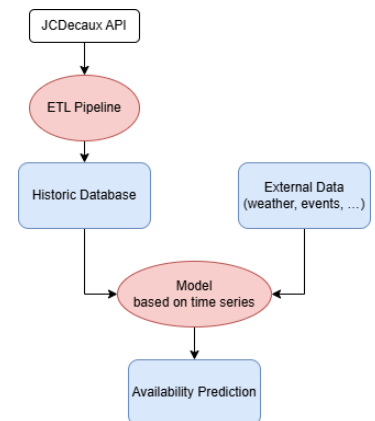 JCDecaux API
ETL Pipeline
Historic Database
External Data
(weather, events, ...)
Model
based on time series
Availability Prediction